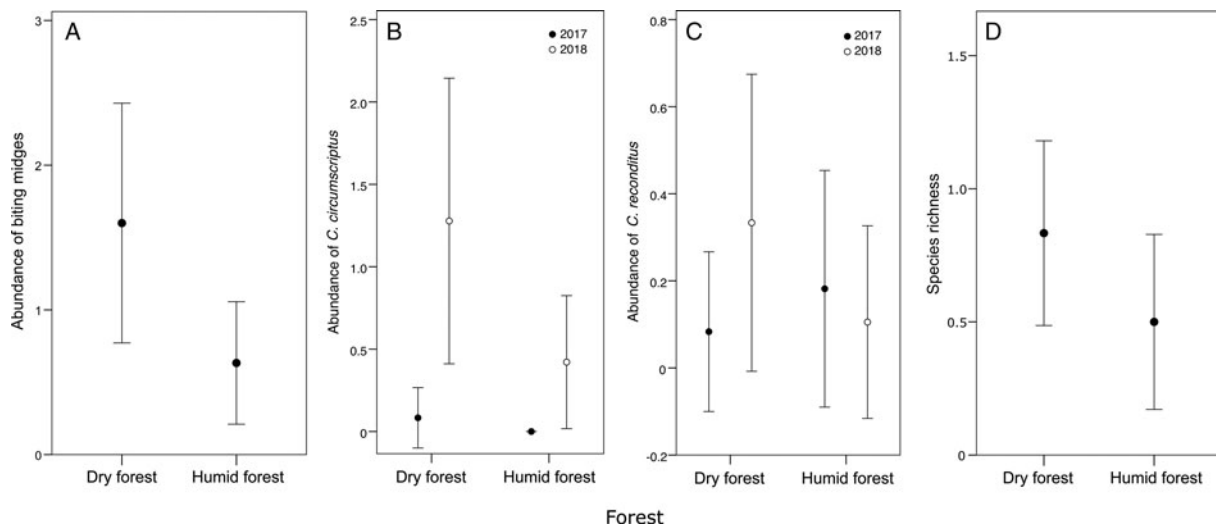 A
Abundance of biting midges
3
2
1
0
Dry forest Humid forest
B
2017
2018
Abundance of C. circumscriptus
2.5
2.0
1.5
1.0
0.5
0
Dry forest Humid forest
C
2017
2018
Abundance of C. reconditus
0.8
0.6
0.4
0.2
0
-0.2
Dry forest Humid forest
D
Species richness
1.5
1.0
0.5
0
Dry forest Humid forest
Forest